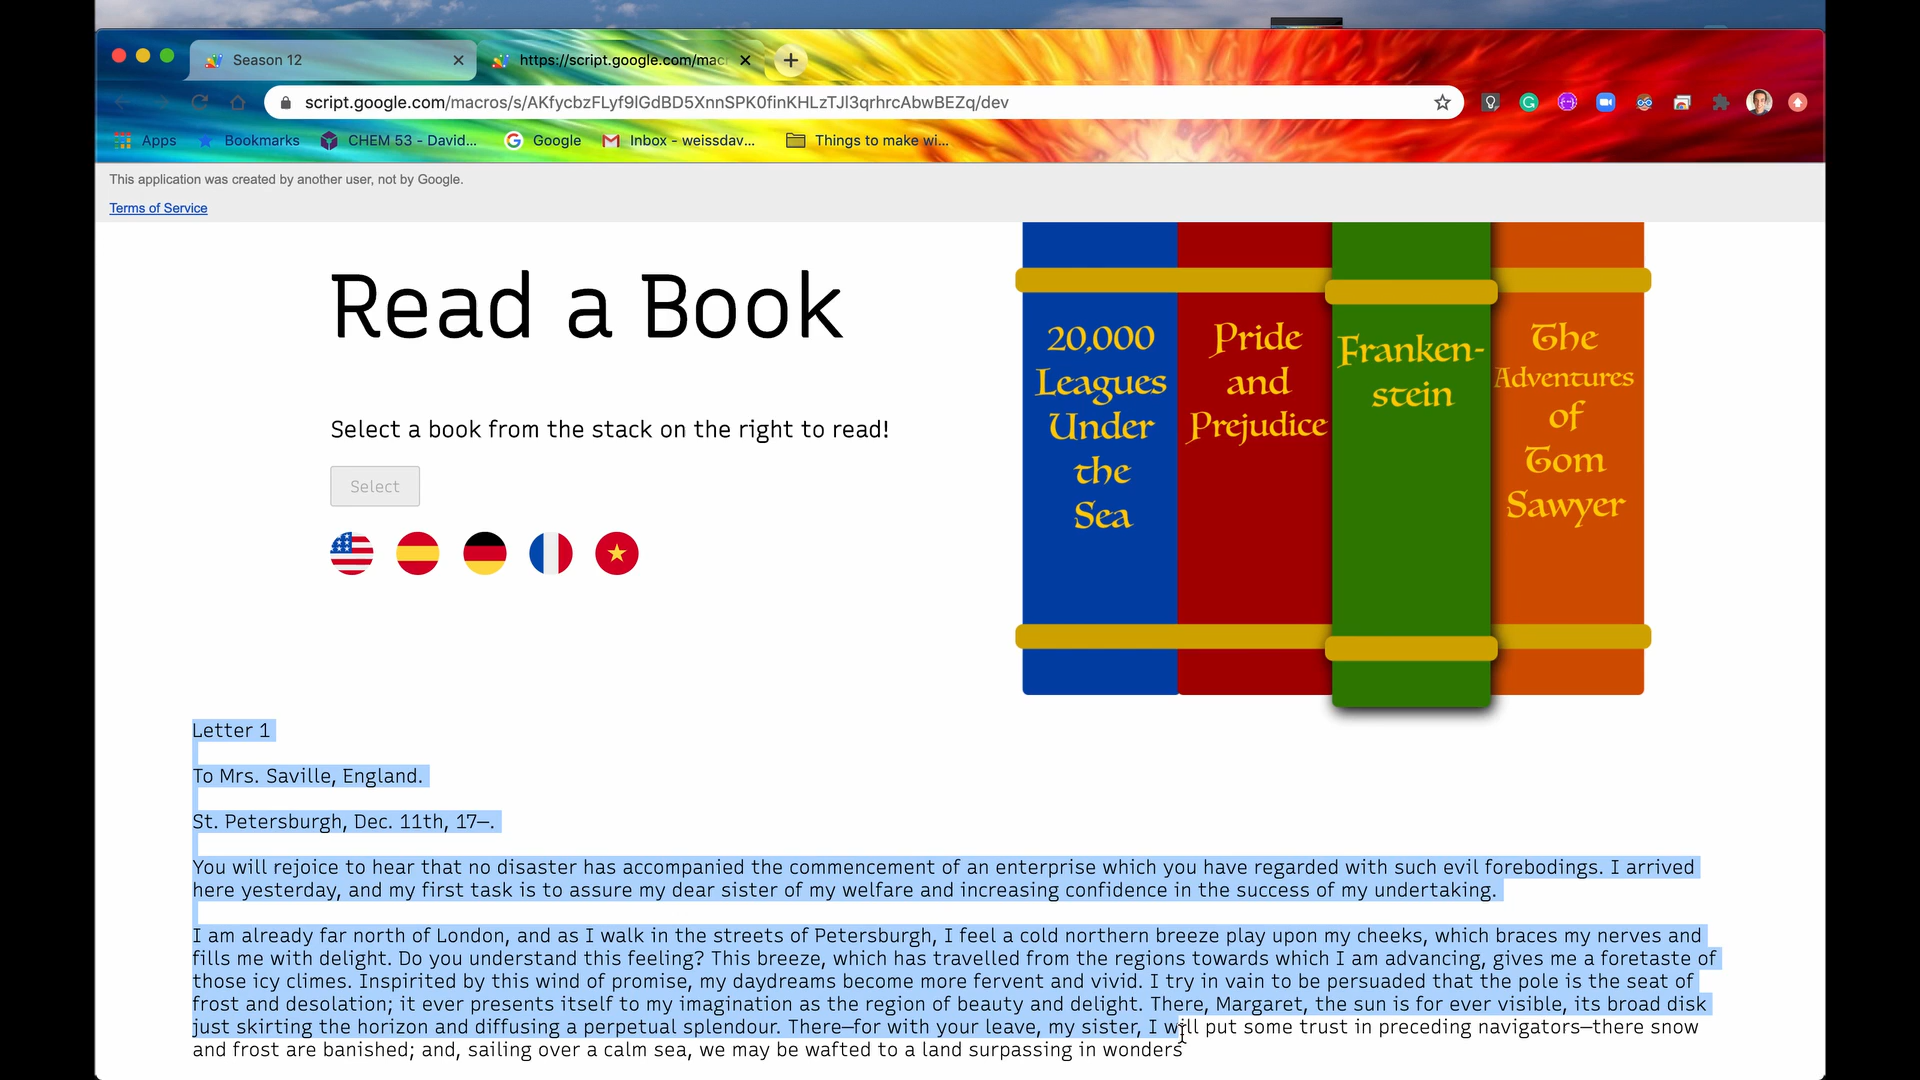 Season 12
https://script.google.com/mac
script.google.com/macros/s/AKfycbzFLyf9lGdBD5XnnSPK0finKHLzTJl3qrhrcAbwBEZq/dev
Apps Bookmarks CHEM 53 - David... Google Inbox - weissdav... Things to make wi...
This application was created by another user, not by Google.
Terms of Service
Read a Book
Select a book from the stack on the right to read!
Select
20,000
Leagues
Under
the
Sea
Pride
and
Prejudice
Franken-
stein
The
Adventures
of
Tom
Sawyer
Letter 1
To Mrs. Saville, England.
St. Petersburgh, Dec. 11th, 17—.
You will rejoice to hear that no disaster has accompanied the commencement of an enterprise which you have regarded with such evil forebodings. I arrived
here yesterday, and my first task is to assure my dear sister of my welfare and increasing confidence in the success of my undertaking.
I am already far north of London, and as I walk in the streets of Petersburgh, I feel a cold northern breeze play upon my cheeks, which braces my nerves and
fills me with delight. Do you understand this feeling? This breeze, which has travelled from the regions towards which I am advancing, gives me a foretaste of
those icy climes. Inspirited by this wind of promise, my daydreams become more fervent and vivid. I try in vain to be persuaded that the pole is the seat of
frost and desolation; it ever presents itself to my imagination as the region of beauty and delight. There, Margaret, the sun is for ever visible, its broad disk
just skirting the horizon and diffusing a perpetual splendour. There—for with your leave, my sister, I will put some trust in preceding navigators—there snow
and frost are banished; and, sailing over a calm sea, we may be wafted to a land surpassing in wonders